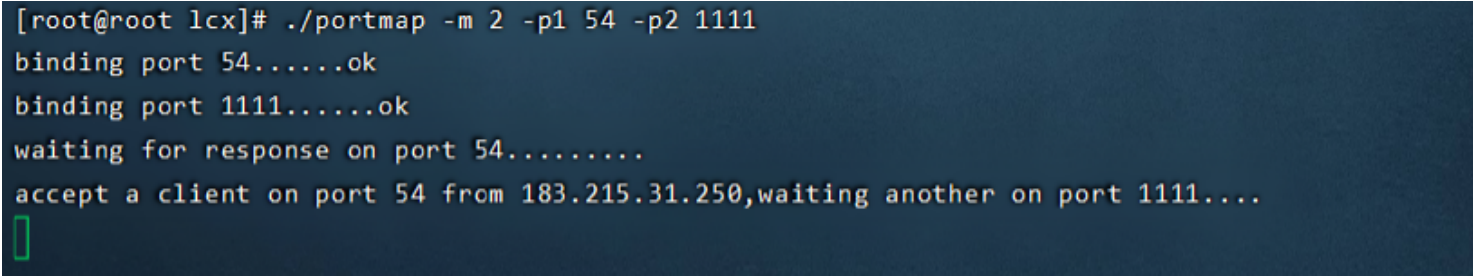 [root@root lcx]# ./portmap -m 2 -p1 54 -p2 1111
binding port 54......ok
binding port 1111......ok
waiting for response on port 54.........
accept a client on port 54 from 183.215.31.250,waiting another on port 1111....